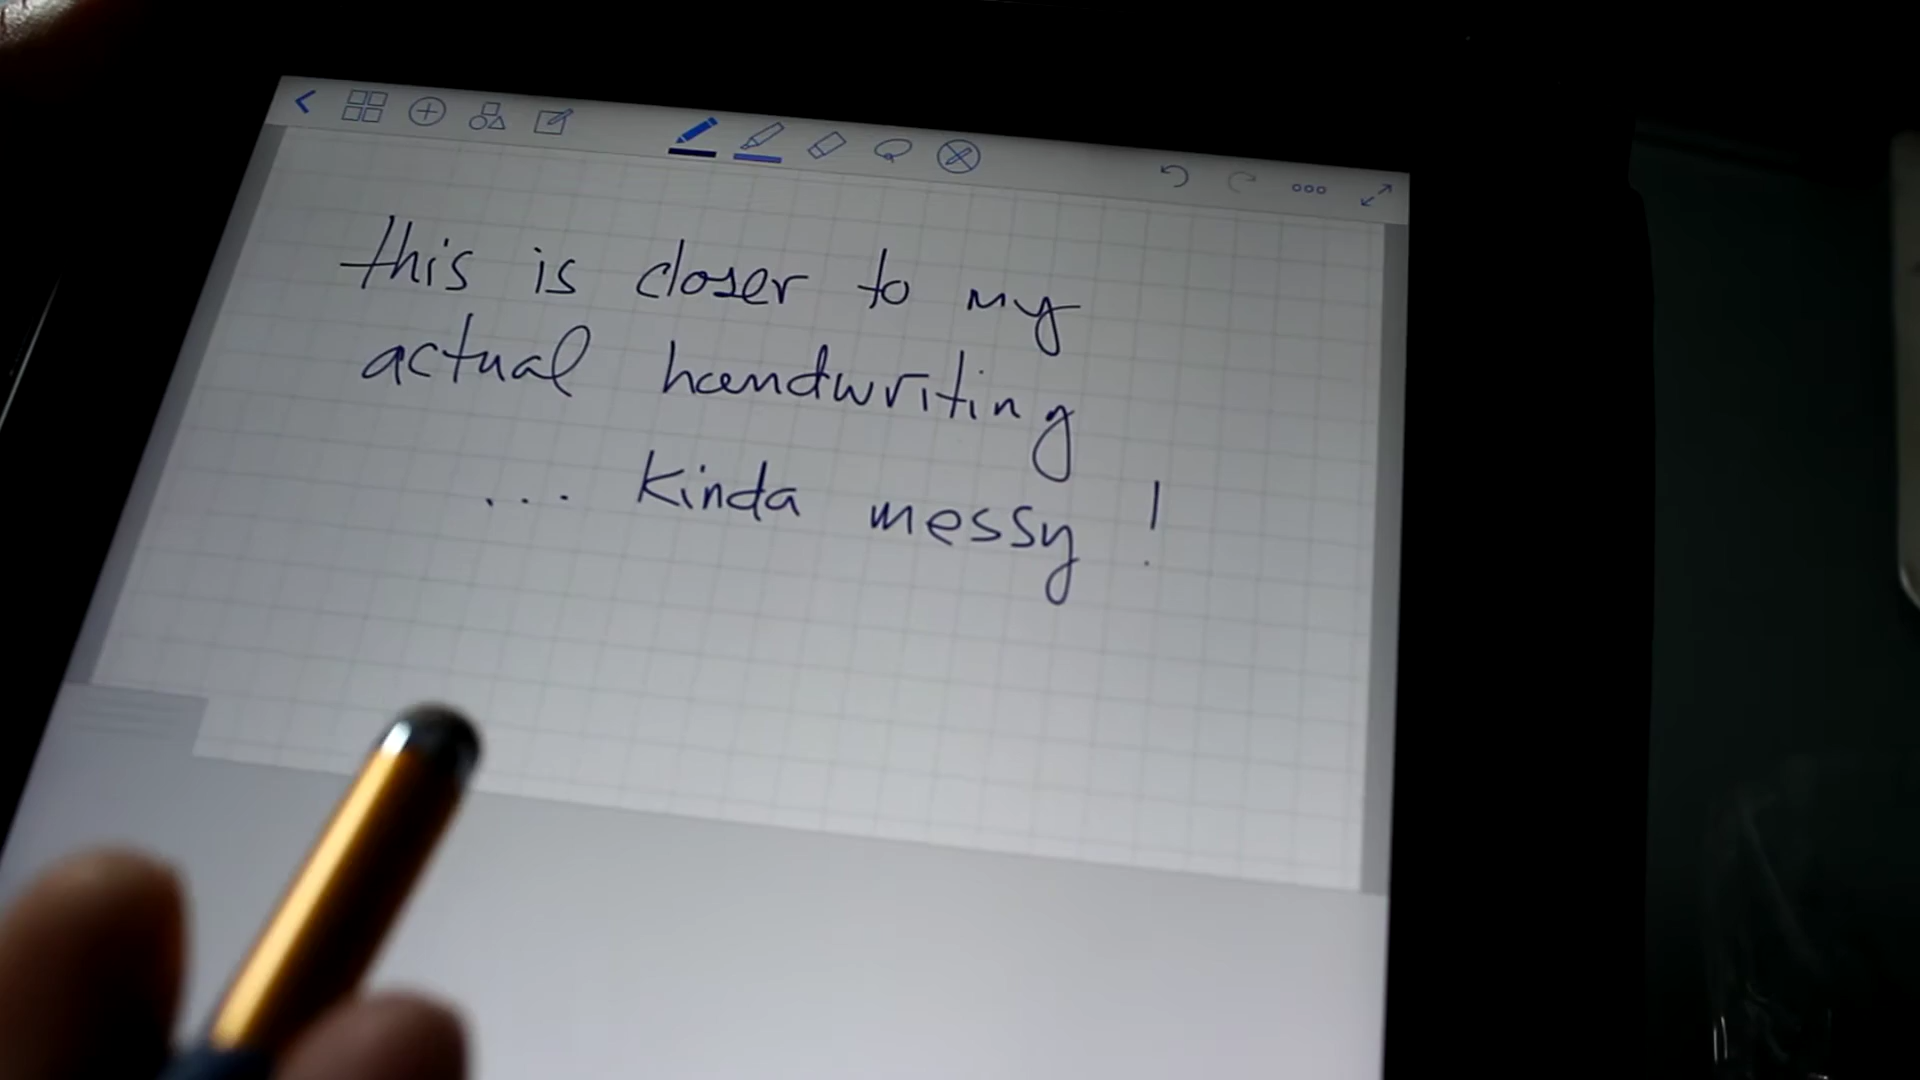 this is closer to my
actual handwriting
... kinda messy!